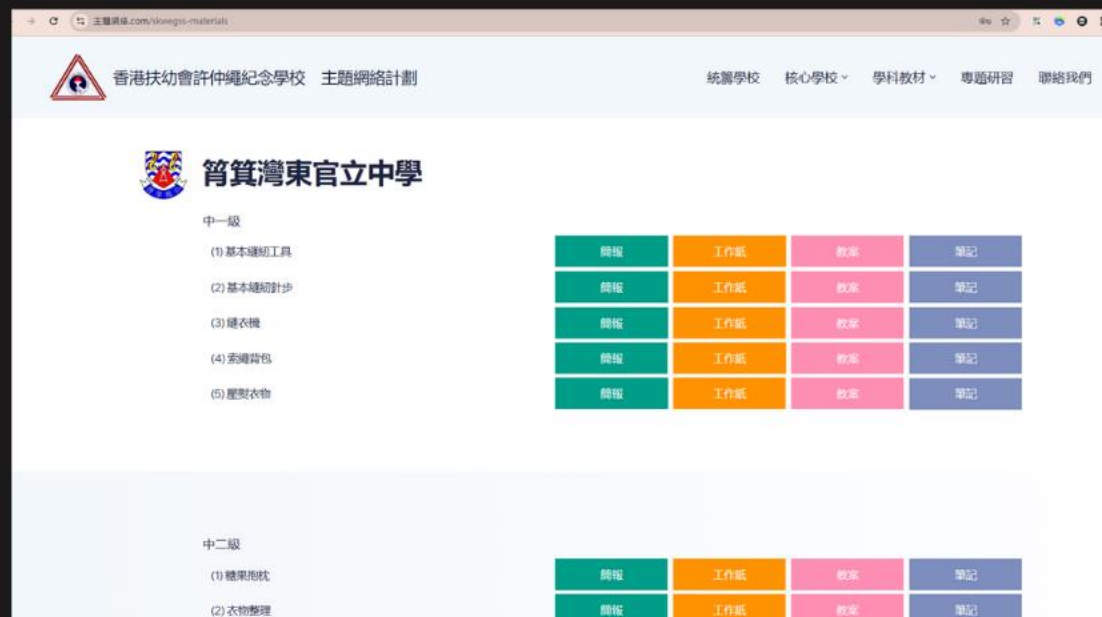 主題網絡.com/skwegss-materials
香港扶幼會許仲繩紀念學校 主題網絡計劃
統籌學校 核心學校 學科教材 專題研習 聯絡我們
筲箕灣東官立中學
中一級
(1) 基本縫紉工具 簡報 工作紙 教案 筆記
(2) 基本縫紉針步 簡報 工作紙 教案 筆記
(3) 縫衣機 簡報 工作紙 教案 筆記
(4) 索繩背包 簡報 工作紙 教案 筆記
(5) 壓熨衣物 簡報 工作紙 教案 筆記
中二級
(1) 糖果抱枕 簡報 工作紙 教案 筆記
(2) 衣物整理 簡報 工作紙 教案 筆記